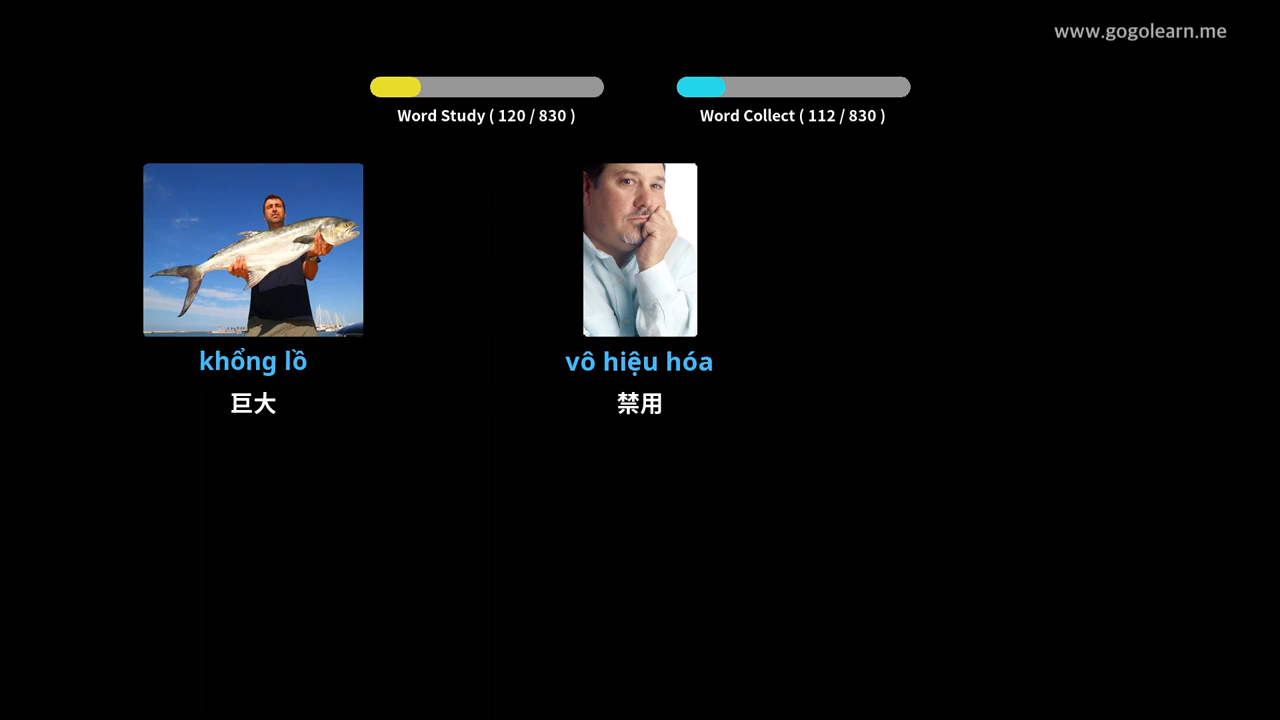 www.gogolearn.me
Word Study ( 120 / 830 )
Word Collect ( 112 / 830 )
khổng lồ
vô hiệu hóa
巨大
禁用